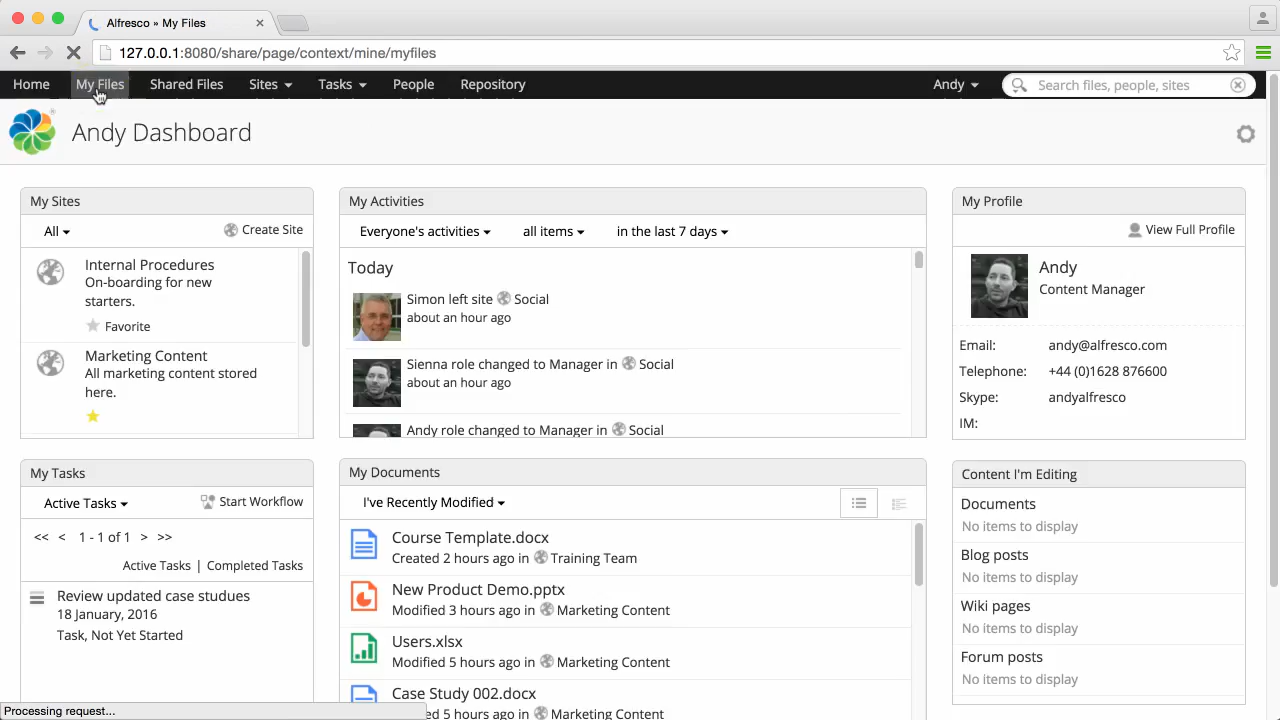 Alfresco » My Files
127.0.0.1:8080/share/page/context/mine/myfiles
Home My Files Shared Files Sites Tasks People Repository Andy Search files, people, sites
Andy Dashboard
My Sites
All Create Site
Internal Procedures
On-boarding for new
starters.
Favorite
Marketing Content
All marketing content stored
here.
My Activities
Everyone's activities all items in the last 7 days
Today
Simon left site Social
about an hour ago
Sienna role changed to Manager in Social
about an hour ago
Andy role changed to Manager in Social
My Profile
View Full Profile
Andy
Content Manager
Email: andy@alfresco.com
Telephone: +44 (0)1628 876600
Skype: andyalfresco
IM:
My Tasks
Active Tasks Start Workflow
<< < 1 - 1 of 1 > >>
Active Tasks | Completed Tasks
Review updated case studues
18 January, 2016
Task, Not Yet Started
My Documents
I've Recently Modified
Course Template.docx
Created 2 hours ago in Training Team
New Product Demo.pptx
Modified 3 hours ago in Marketing Content
Users.xlsx
Modified 5 hours ago in Marketing Content
Case Study 002.docx
ed 5 hours ago in Marketing Content
Content I'm Editing
Documents
No items to display
Blog posts
No items to display
Wiki pages
No items to display
Forum posts
No items to display
Processing request...